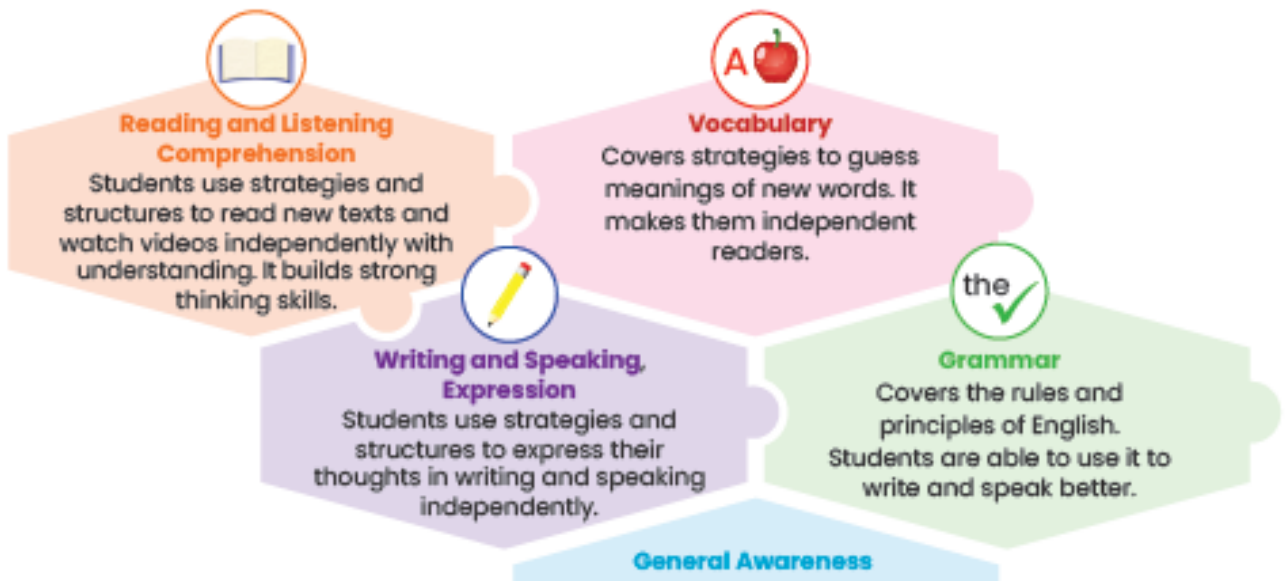 Reading and Listening
Comprehension
Students use strategies and
structures to read new texts and
watch videos independently with
understanding. It builds strong
thinking skills.
A
Vocabulary
Covers strategies to guess
meanings of new words. It
makes them independent
readers.
Writing and Speaking,
Expression
Students use strategies and
structures to express their
thoughts in writing and speaking
independently.
the
Grammar
Covers the rules and
principles of English.
Students are able to use it to
write and speak better.
General Awareness